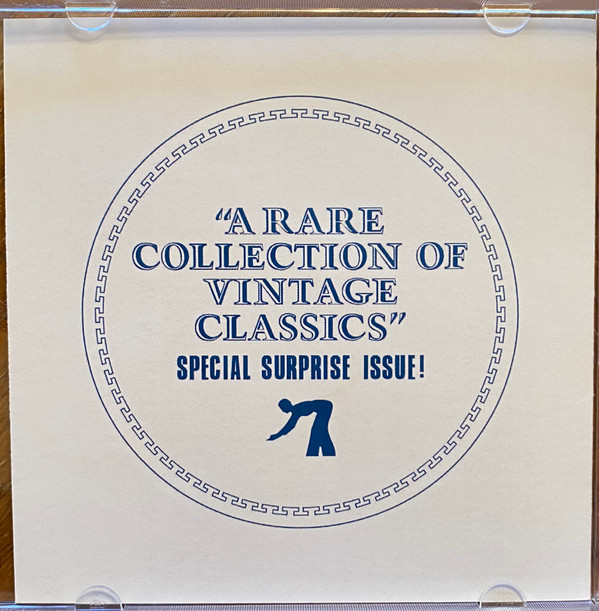 “A RARE
COLLECTION OF
VINTAGE
CLASSICS”
SPECIAL SURPRISE ISSUE!